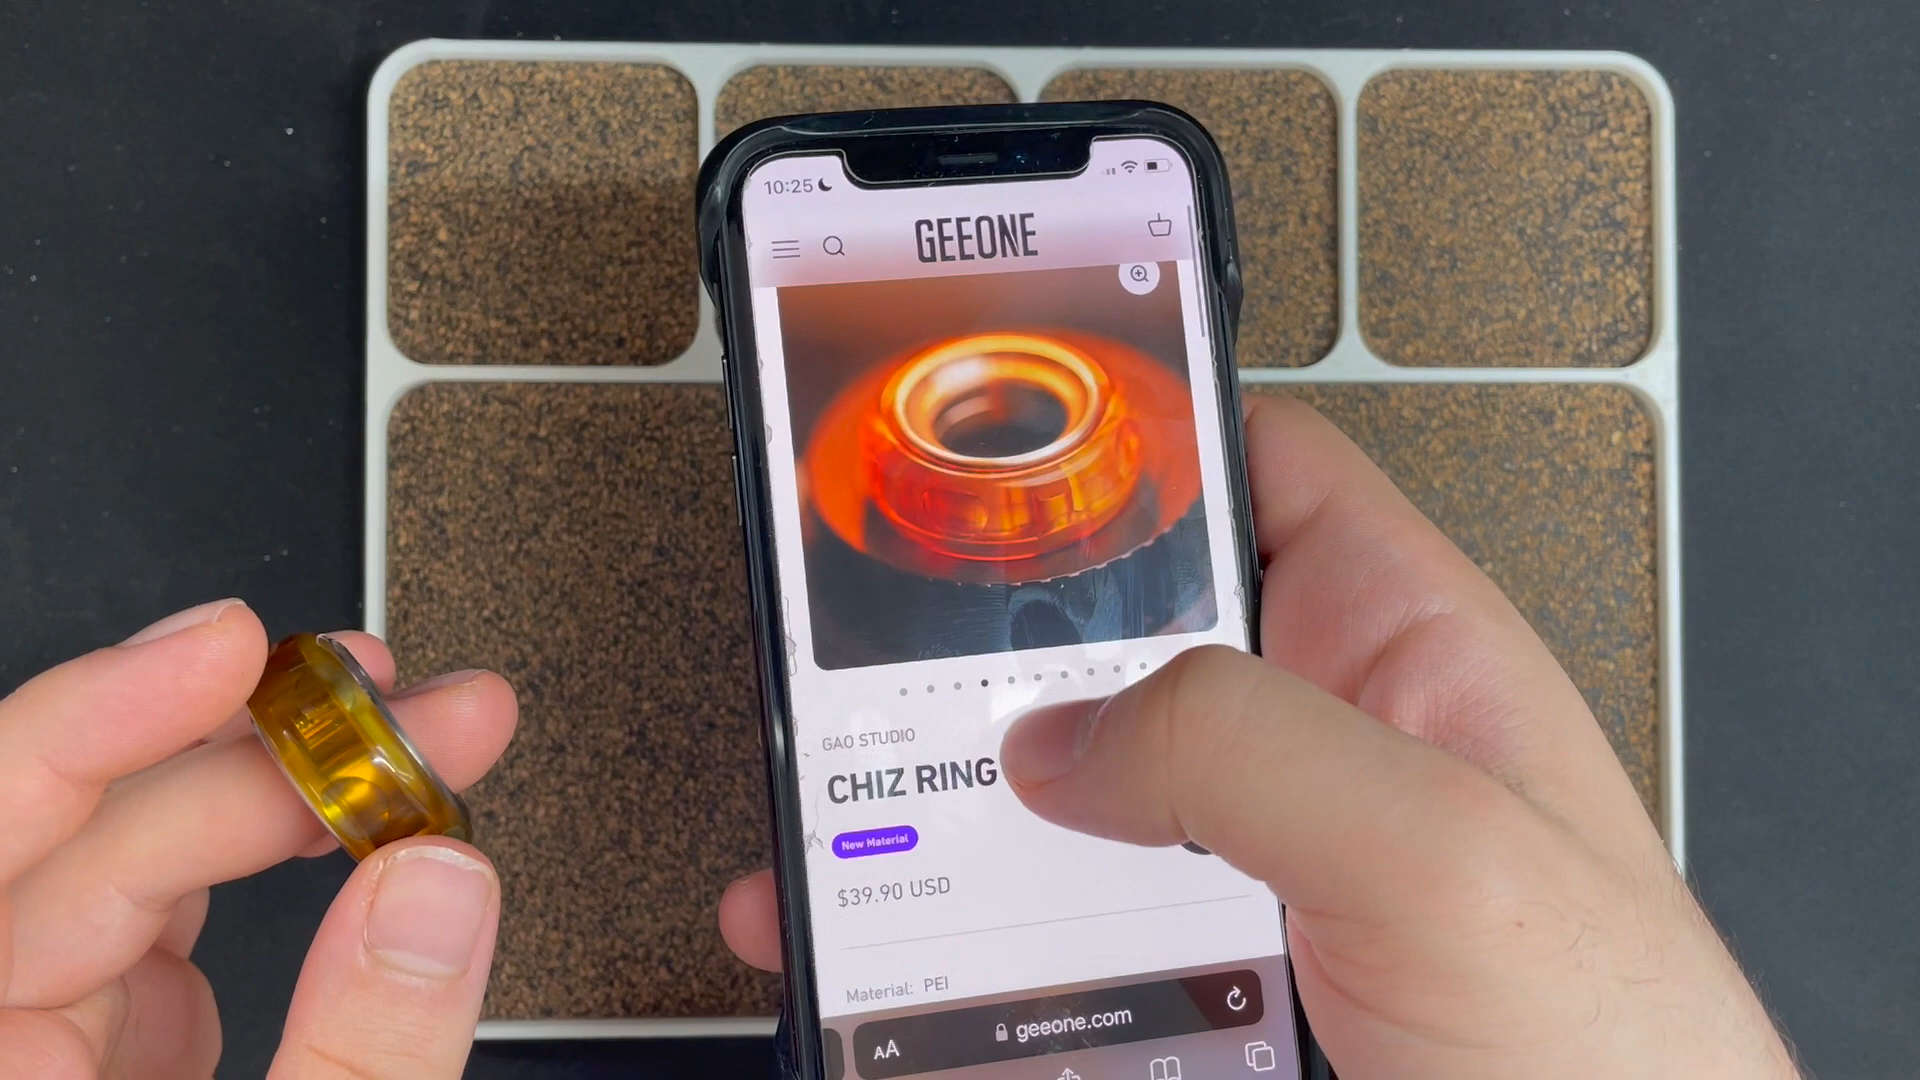 10:25
GEEONE
GAO STUDIO
CHIZ RING
New Material
$39.90 USD
Material: PEI
AA
geeone.com